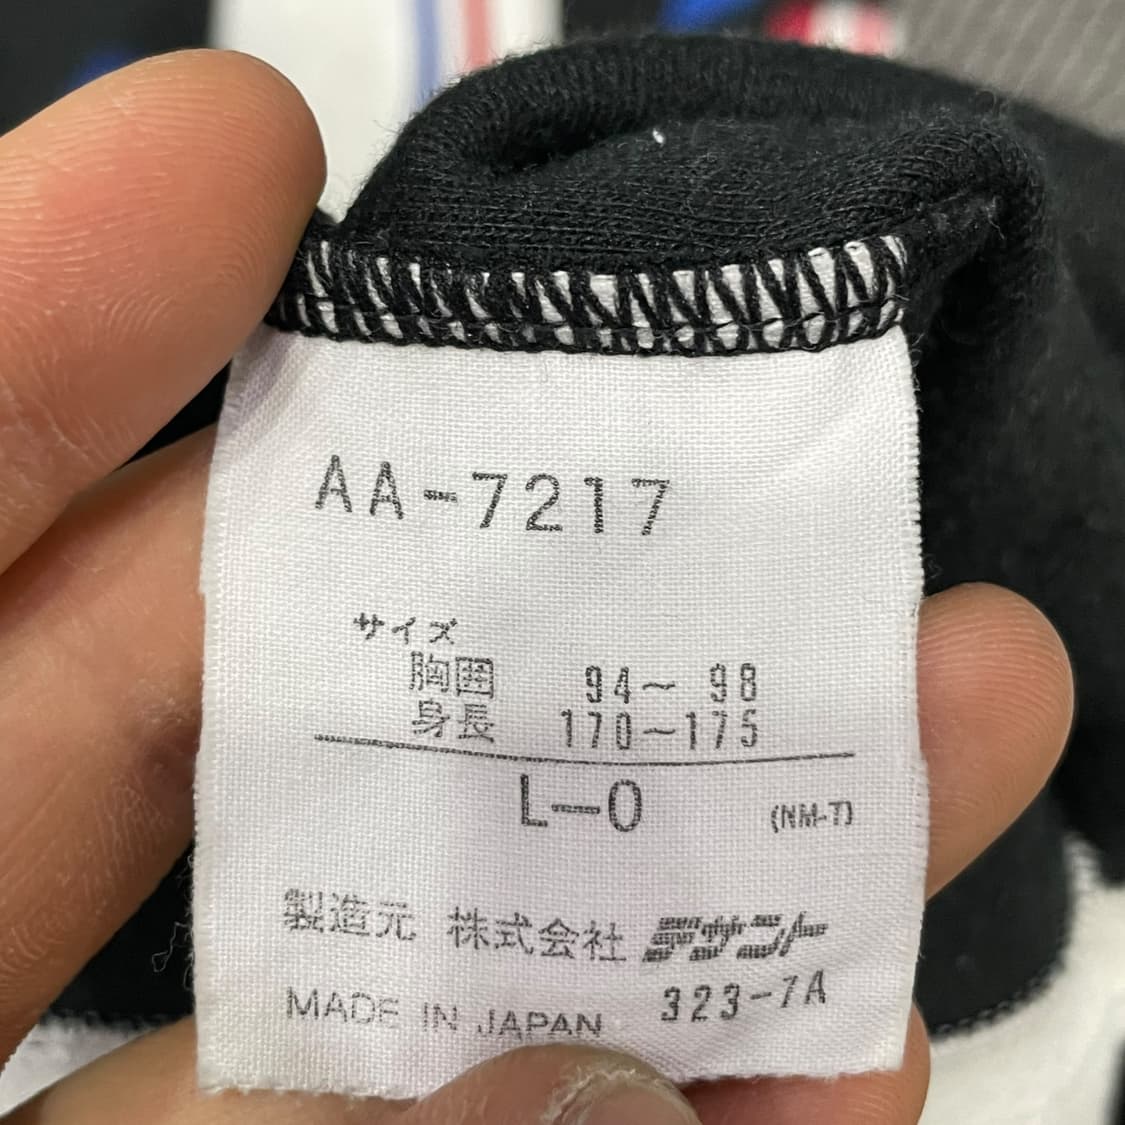 AA-7217
サイズ
胸囲 94～ 98
身長 170～175
L-O (NM-T)
製造元 株式会社 デサント
MADE IN JAPAN 323-7A